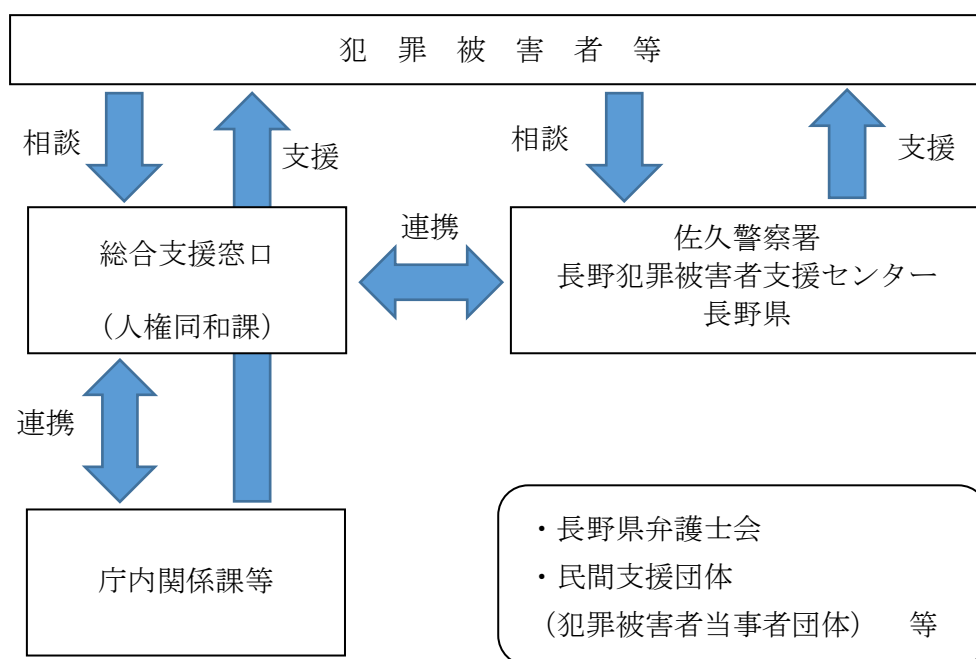 犯 罪 被 害 者 等
相談
支援
相談
支援
総合支援窓口
（人権同和課）
連携
佐久警察署
長野犯罪被害者支援センター
長野県
連携
庁内関係課等
・長野県弁護士会
・民間支援団体
（犯罪被害者当事者団体）　等